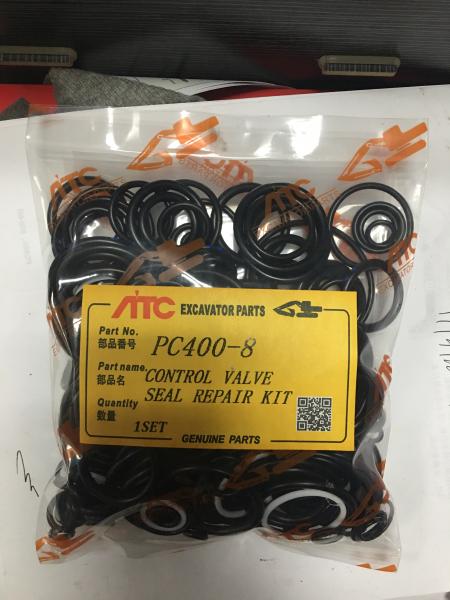 ATC
ATC EXCAVATOR PARTS
Part No.
部品番号 PC400-8
Part name.
部品名 CONTROL VALVE
SEAL REPAIR KIT
Quantity
数量 1SET
GENUINE PARTS